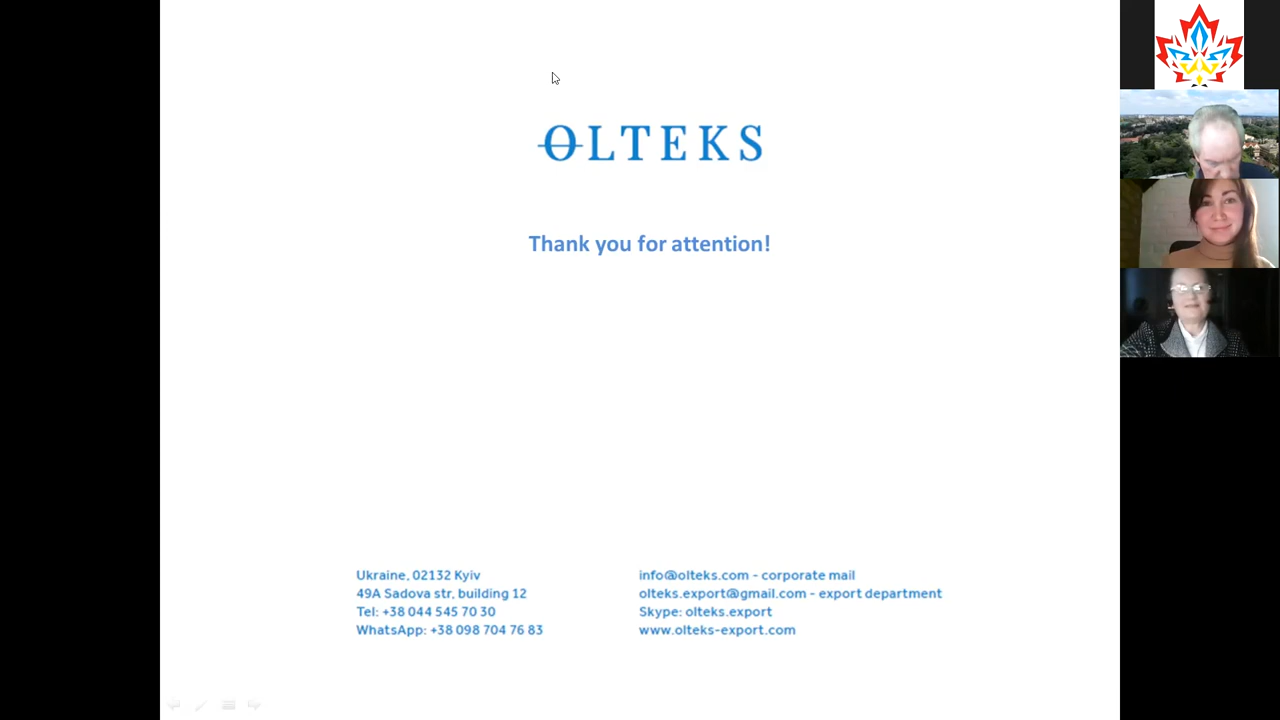 OLTEKS
Thank you for attention!
Ukraine, 02132 Kyiv
49A Sadova str, building 12
Tel: +38 044 545 70 30
WhatsApp: +38 098 704 76 83
info@olteks.com - corporate mail
olteks.export@gmail.com - export department
Skype: olteks.export
www.olteks-export.com